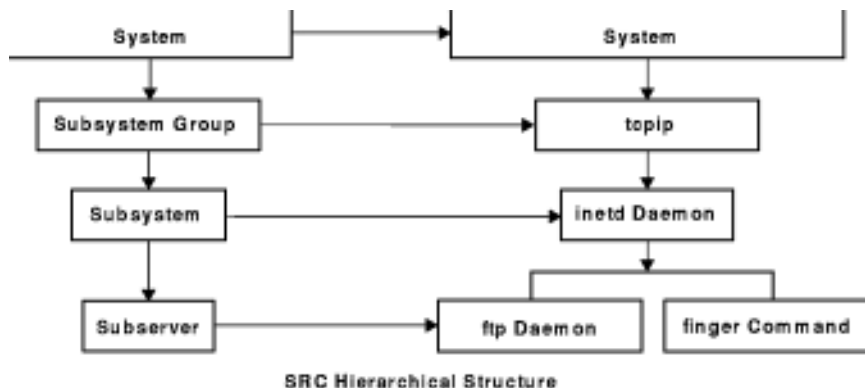 System System
Subsystem Group tcpip
Subsystem inetd Daemon
Subserver ftp Daemon finger Command
SRC Hierarchical Structure